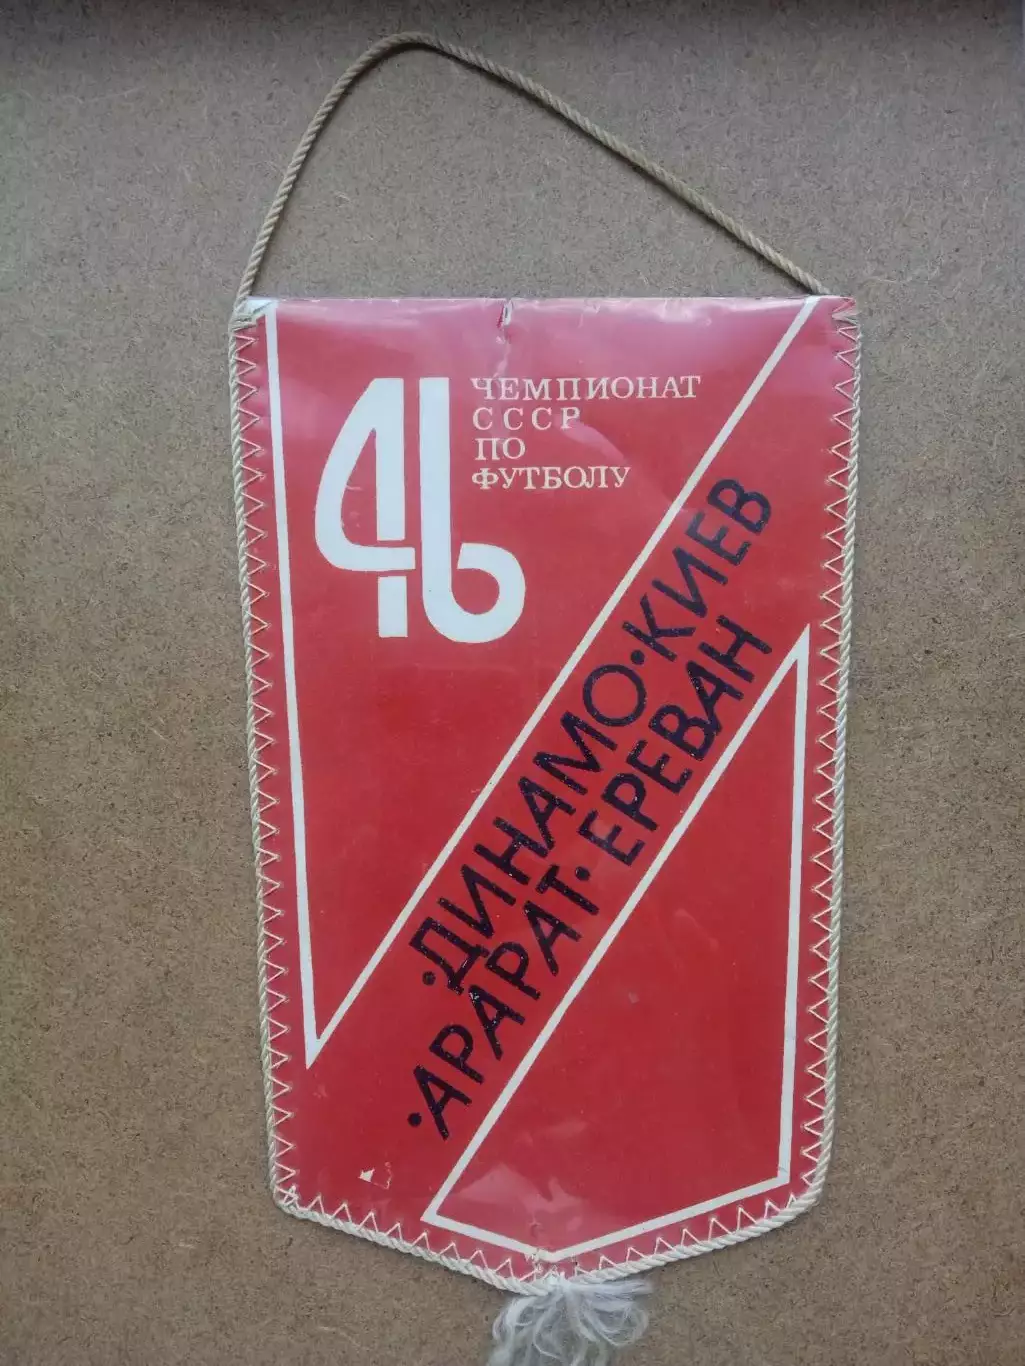 46
ЧЕМПИОНАТ
СССР
ПО
ФУТБОЛУ
·ДИНАМО·КИЕВ
·АРАРАТ·ЕРЕВАН